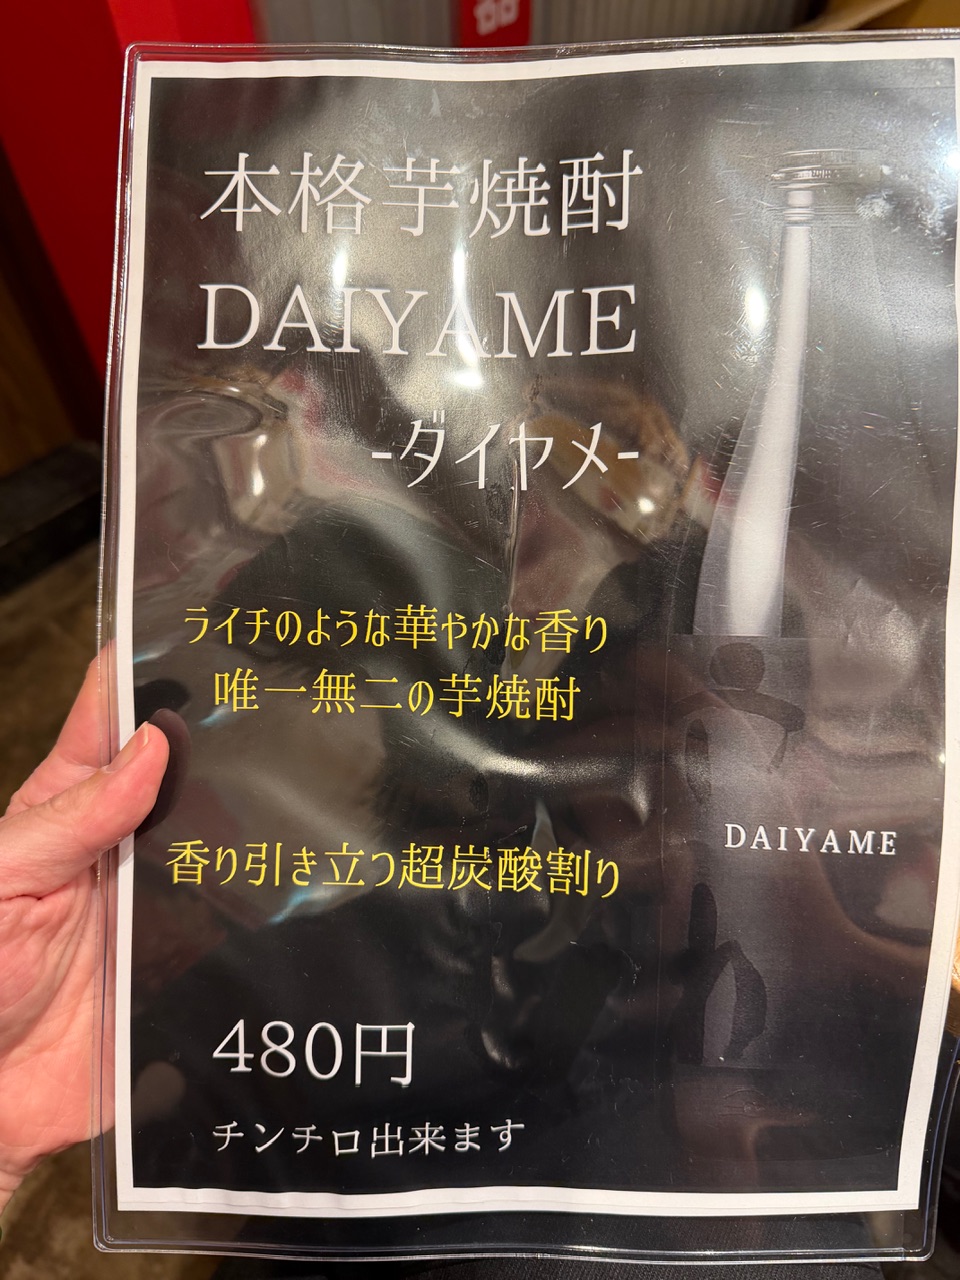 本格芋焼酎
DAIYAME
-ダイヤメ-
ライチのような華やかな香り
唯一無二の芋焼酎
香り引き立つ超炭酸割り
DAIYAME
480円
チンチロ出来ます